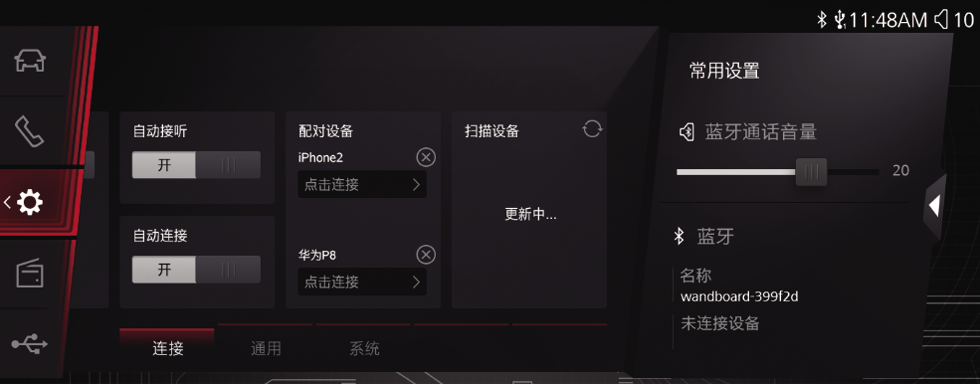 11:48AM 10
自动接听
开
自动连接
开
配对设备
iPhone2
点击连接
华为P8
点击连接
扫描设备
更新中...
连接 通用 系统
常用设置
蓝牙通话音量
20
蓝牙
名称
wandboard-399f2d
未连接设备